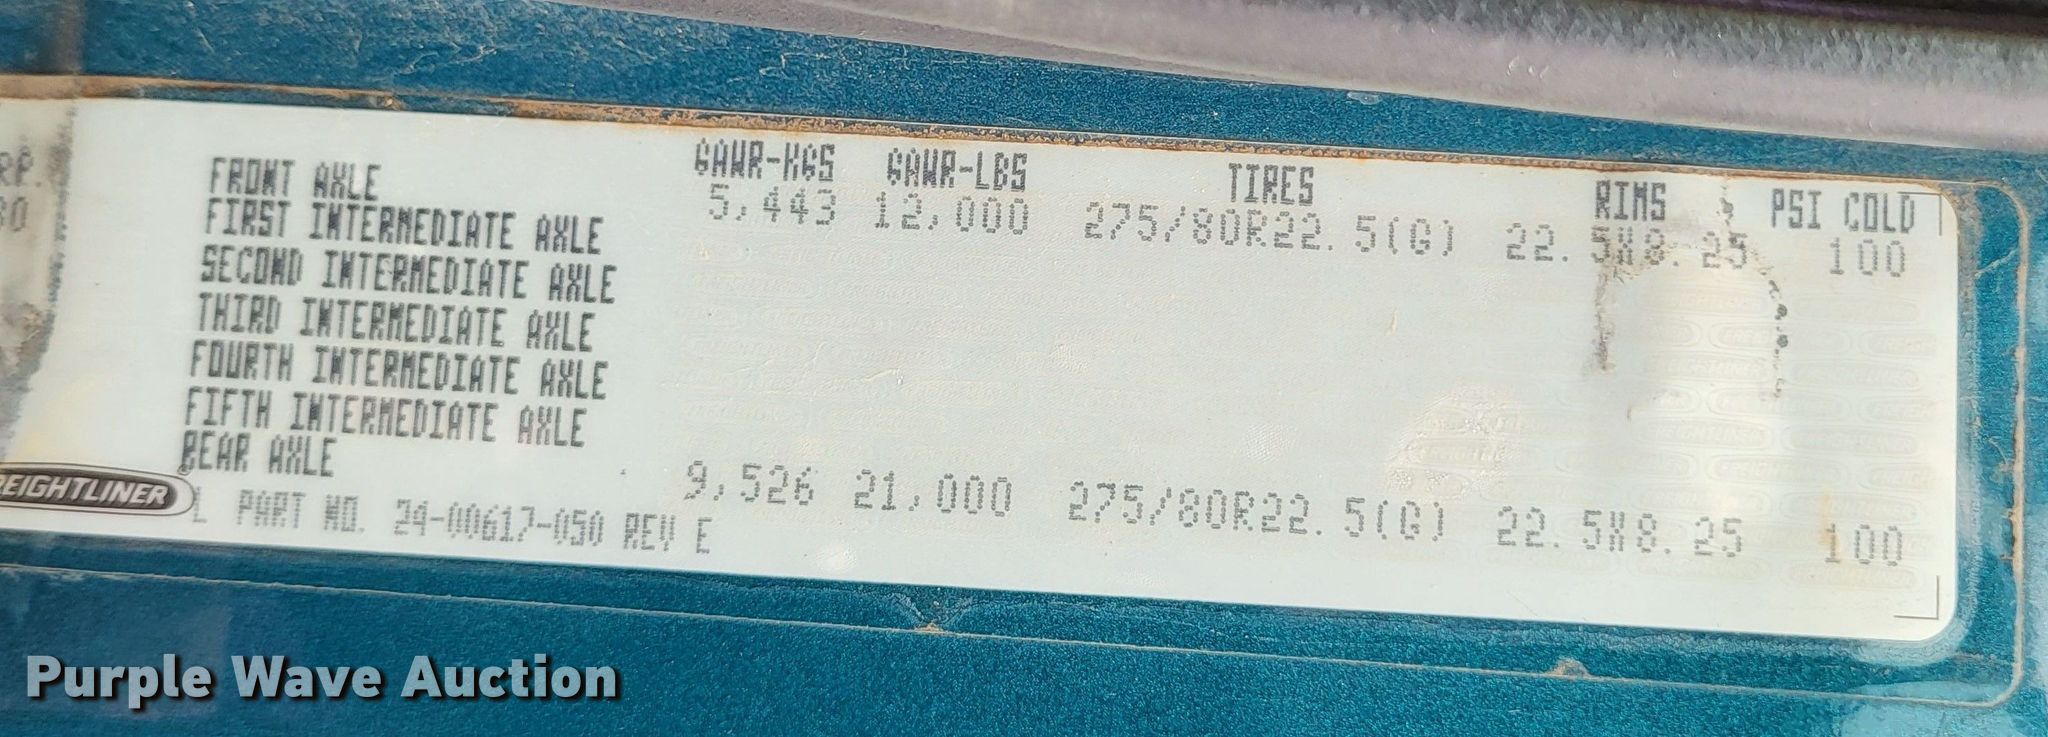 GAWR-KGS GAWR-LBS TIRES RIMS PSI COLD
FRONT AXLE 5,443 12,000 275/80R22.5(G) 22.5X8.25 100
FIRST INTERMEDIATE AXLE
SECOND INTERMEDIATE AXLE
THIRD INTERMEDIATE AXLE
FOURTH INTERMEDIATE AXLE
FIFTH INTERMEDIATE AXLE
REAR AXLE 9,526 21,000 275/80R22.5(G) 22.5X8.25 100
REIGHTLINER
L PART NO. 24-00617-050 REV E
Purple Wave Auction